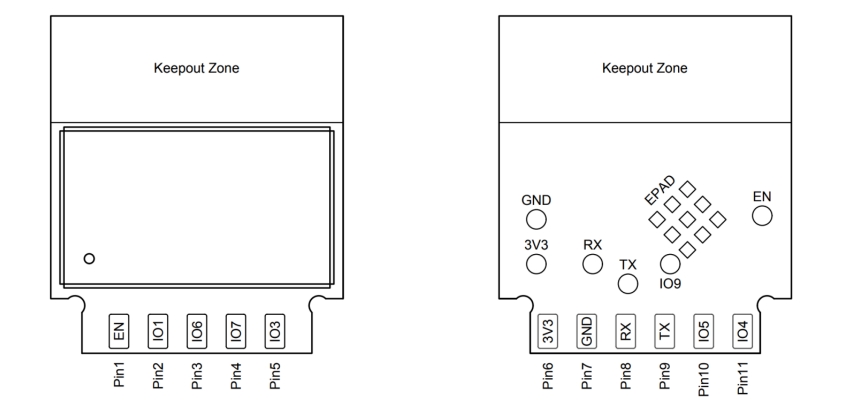 Keepout Zone
EN
IO1
IO6
IO7
IO3
Pin1
Pin2
Pin3
Pin4
Pin5
Keepout Zone
EPAD
EN
GND
3V3
RX
TX
IO9
3V3
GND
RX
TX
IO5
IO4
Pin6
Pin7
Pin8
Pin9
Pin10
Pin11